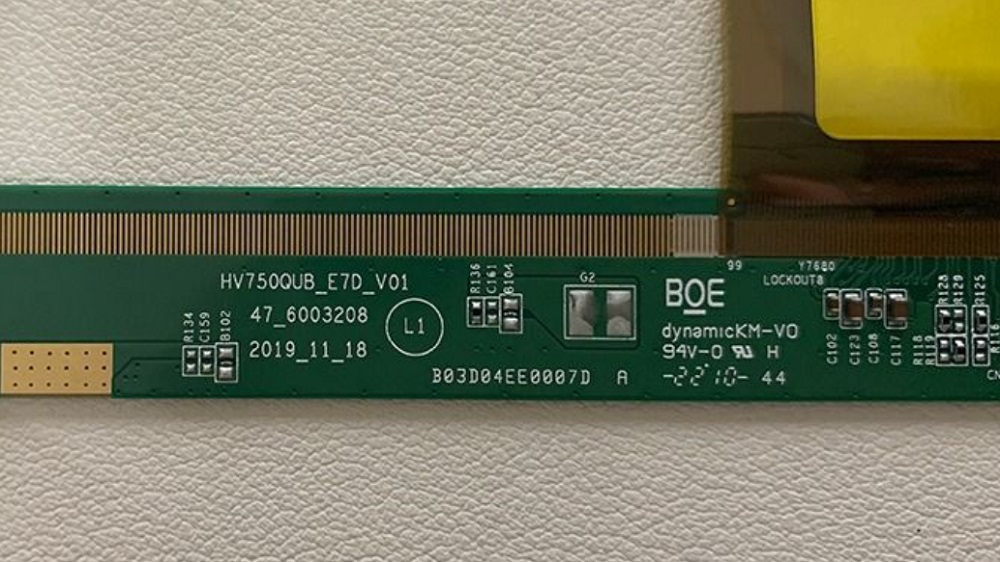 HV750QUB_E7D_V01
47_6003208
2019_11_18
L1
B03D04EE0007D A
R134
C159
B102
R136
C161
B104
G2
BOE
dynamicKM-V0
94V-0 H
-2210- 44
99
Y7680
LOCKOUT8
C102
C123
C108
C117
R118
R119
R128
R129
R125
CN